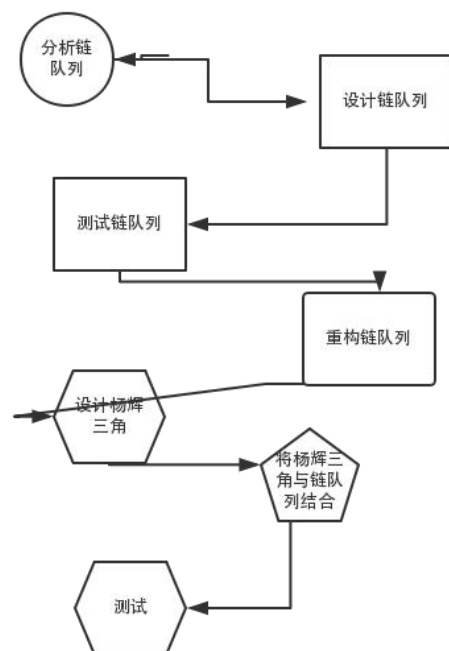 分析链
队列
设计链队列
测试链队列
重构链队列
设计杨辉
三角
将杨辉三
角与链队
列结合
测试